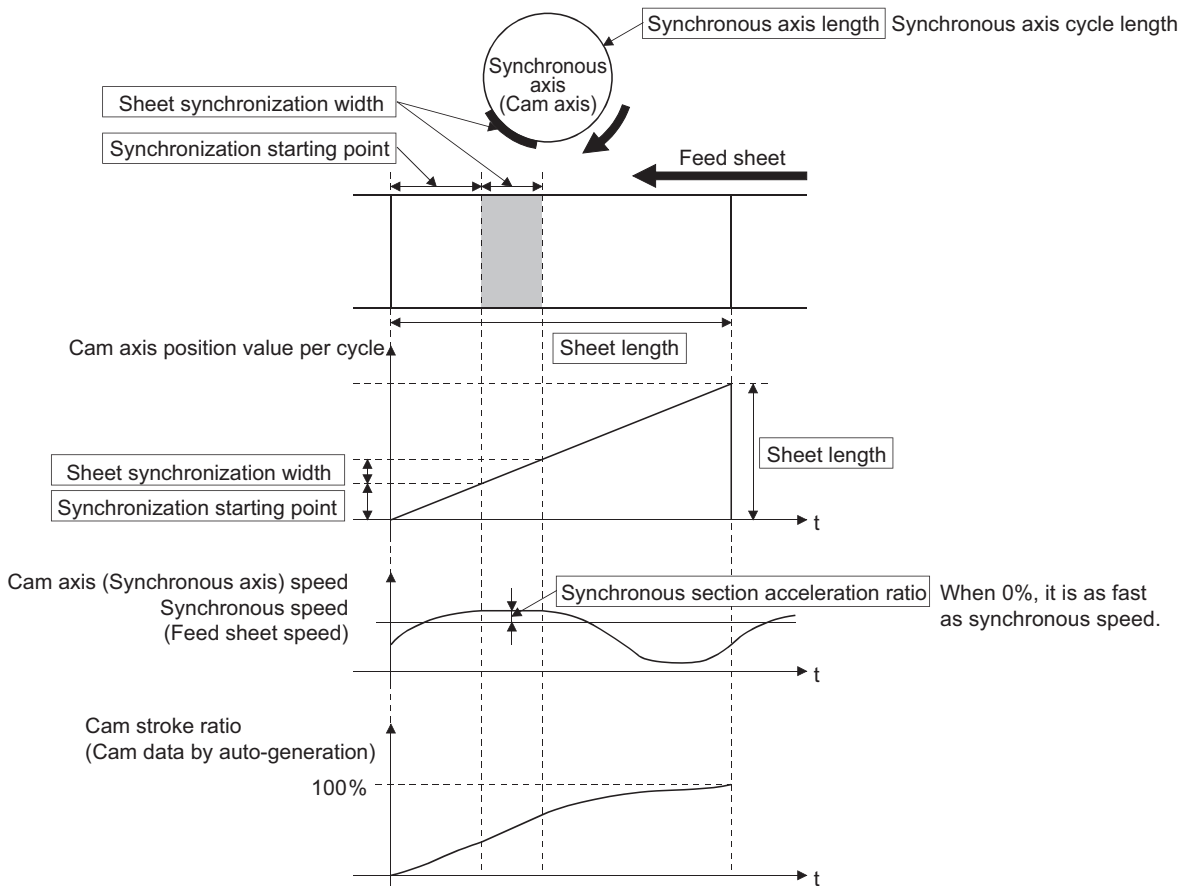 Synchronous axis length Synchronous axis cycle length
Synchronous
axis
(Cam axis)
Sheet synchronization width
Synchronization starting point
Feed sheet
Sheet length
Cam axis position value per cycle
Sheet length
Sheet synchronization width
Synchronization starting point
t
Cam axis (Synchronous axis) speed
Synchronous speed
(Feed sheet speed)
Synchronous section acceleration ratio
When 0%, it is as fast
as synchronous speed.
t
Cam stroke ratio
(Cam data by auto-generation)
100%
t